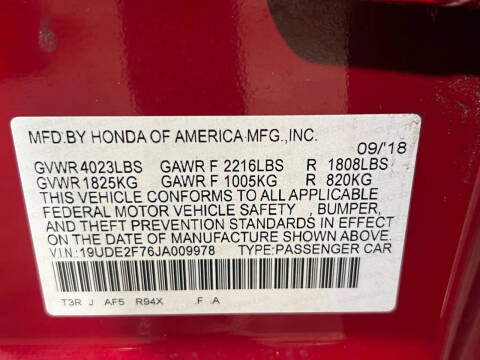 MFD.BY HONDA OF AMERICA MFG.,INC.
09/'18
GVWR 4023LBS GAWR F 2216LBS R 1808LBS
GVWR 1825KG GAWR F 1005KG R 820KG
THIS VEHICLE CONFORMS TO ALL APPLICABLE
FEDERAL MOTOR VEHICLE SAFETY , BUMPER,
AND THEFT PREVENTION STANDARDS IN EFFECT
ON THE DATE OF MANUFACTURE SHOWN ABOVE.
V.I.N.:19UDE2F76JA009978 TYPE:PASSENGER CAR
T3R J AF5 R94X .F .A